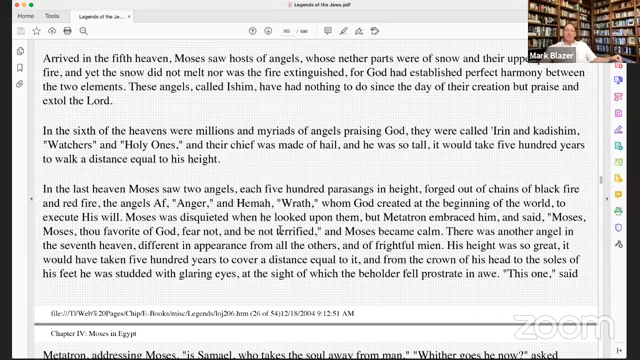 Legends of the Jews.pdf
Home
Tools
Legends of the Je...
Mark Blazer
Arrived in the fifth heaven, Moses saw hosts of angels, whose nether parts were of snow and their uppe
fire, and yet the snow did not melt nor was the fire extinguished, for God had established perfect harmony between
the two elements. These angels, called Ishim, have had nothing to do since the day of their creation but praise and
extol the Lord.
In the sixth of the heavens were millions and myriads of angels praising God, they were called 'Irin and kadishim,
"Watchers" and "Holy Ones," and their chief was made of hail, and he was so tall, it would take five hundred years
to walk a distance equal to his height.
In the last heaven Moses saw two angels, each five hundred parasangs in height, forged out of chains of black fire
and red fire, the angels Af, "Anger," and Hemah, "Wrath," whom God created at the beginning of the world, to
execute His will. Moses was disquieted when he looked upon them, but Metatron embraced him, and said, "Moses,
Moses, thou favorite of God, fear not, and be not terrified," and Moses became calm. There was another angel in
the seventh heaven, different in appearance from all the others, and of frightful mien. His height was so great, it
would have taken five hundred years to cover a distance equal to it, and from the crown of his head to the soles of
his feet he was studded with glaring eyes, at the sight of which the beholder fell prostrate in awe. "This one," said
file:///Tl/Web%20Pages/Chip/E-Books/misc/Legends/loj206.htm (26 of 54)12/18/2004 9:12:51 AM
Chapter IV: Moses in Egypt
Metatron, addressing Moses, "is Samael, who takes the soul away from man." "Whither goes he now?" asked
zoom